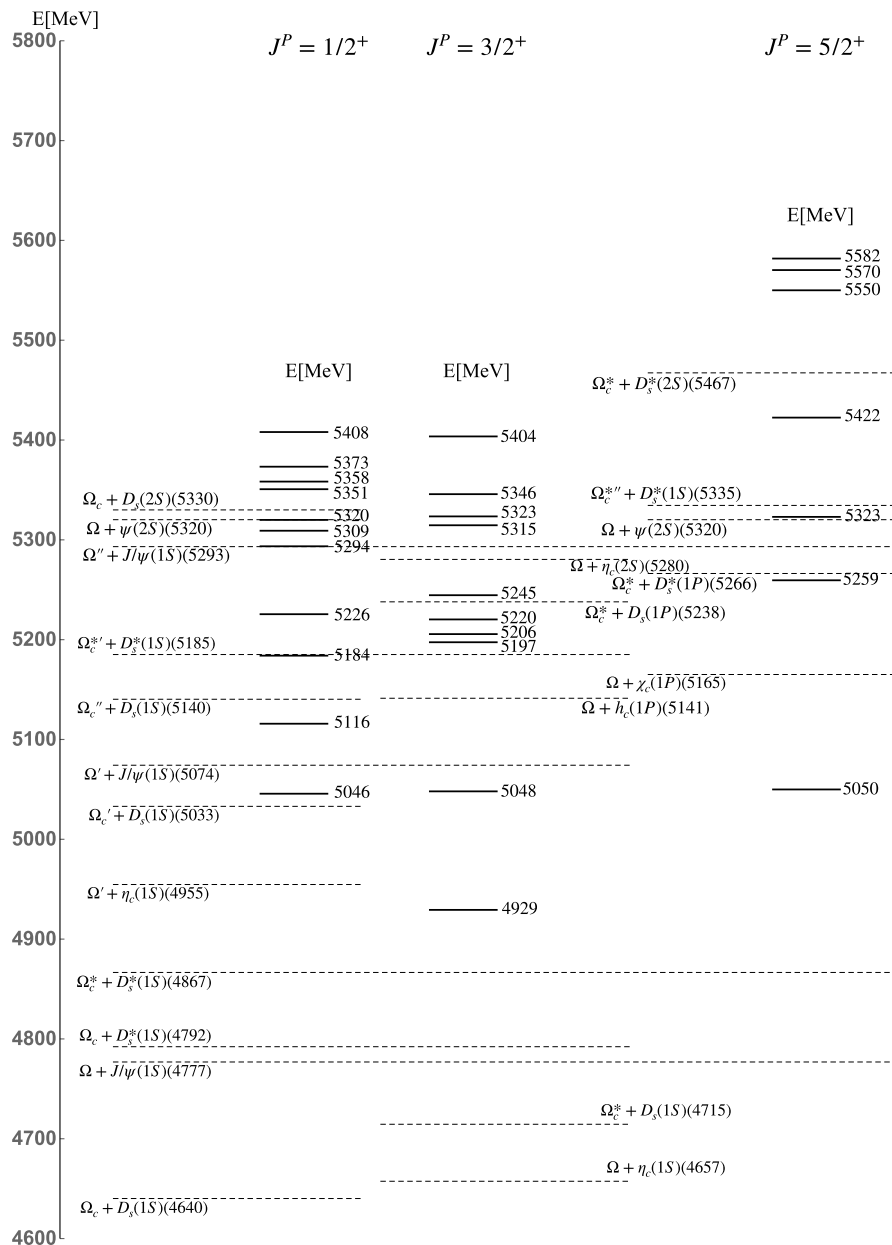 E[MeV]
J^P = 1/2⁺ J^P = 3/2⁺ J^P = 5/2⁺
5800
5700
5600
E[MeV]
5582
5570
5550
5500
E[MeV] E[MeV]
Ω_c^* + D_s^*(2S)(5467)
5400
5408
5404
5422
5373
5358
5351
5346
Ω_c^*″ + D_s^*(1S)(5335)
Ω_c + D_s(2S)(5330)
5320
5323
5323
Ω + ψ(2S)(5320)
Ω + ψ(2S)(5320)
5309
5315
5300
5294
Ω″ + J/ψ(1S)(5293)
Ω + η_c(2S)(5280)
Ω_c^* + D_s^*(1P)(5266)
5259
5245
Ω_c^* + D_s(1P)(5238)
5226
5220
5206
5197
5200
Ω_c^*′ + D_s^*(1S)(5185)
5184
Ω + χ_c(1P)(5165)
Ω_c″ + D_s(1S)(5140)
Ω + h_c(1P)(5141)
5116
5100
Ω′ + J/ψ(1S)(5074)
5046
5048
5050
Ω_c′ + D_s(1S)(5033)
5000
Ω′ + η_c(1S)(4955)
4929
4900
Ω_c^* + D_s^*(1S)(4867)
4800
Ω_c + D_s^*(1S)(4792)
Ω + J/ψ(1S)(4777)
Ω_c^* + D_s(1S)(4715)
4700
Ω + η_c(1S)(4657)
Ω_c + D_s(1S)(4640)
4600